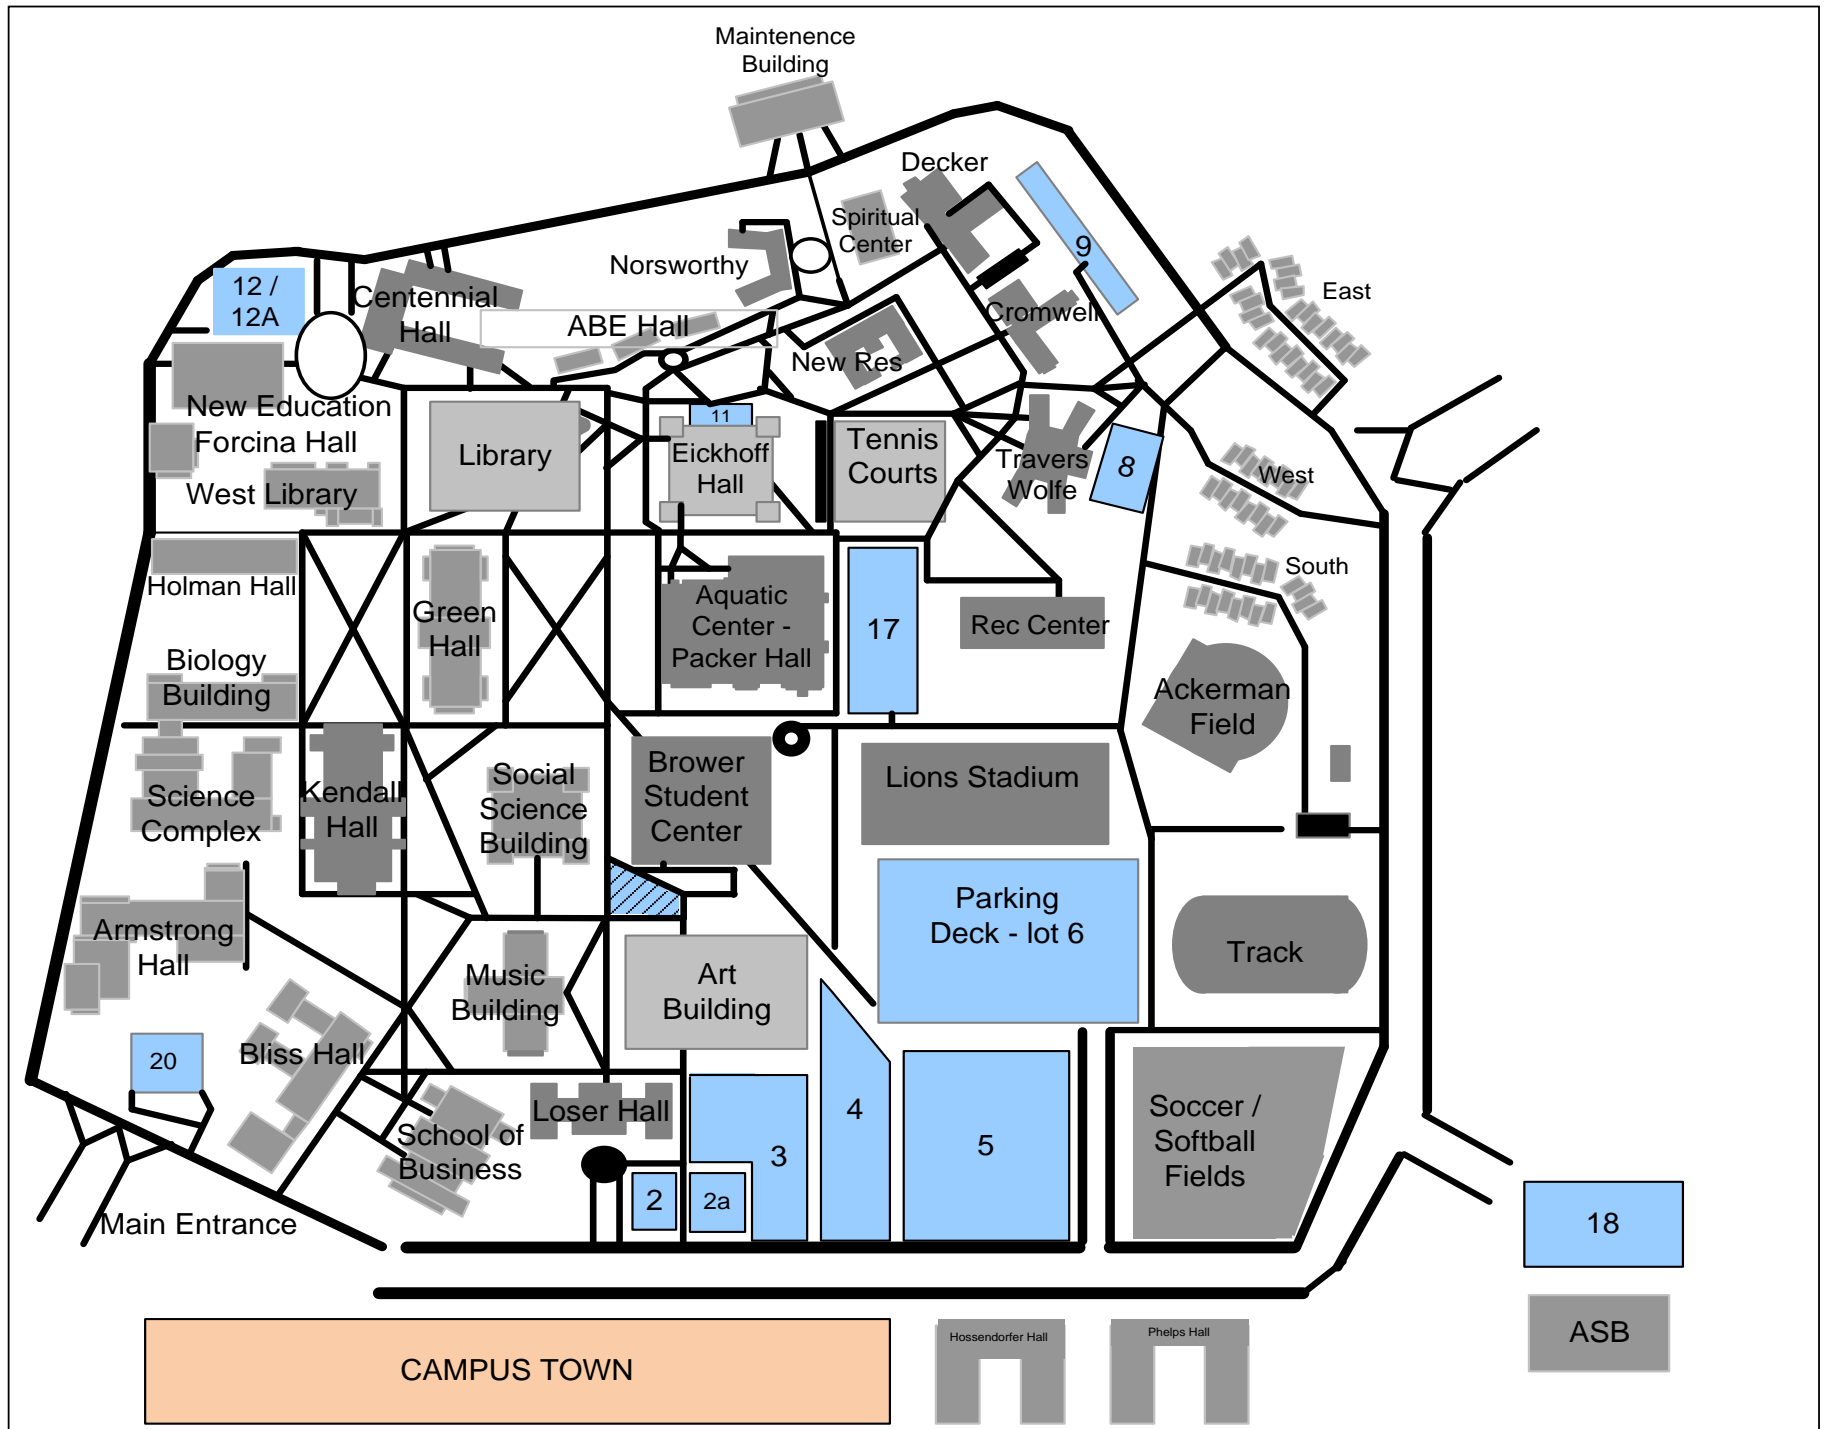 Maintenence
Building
Decker
Spiritual
Center
9
Norsworthy
East
12 /
12A
Centennial
Hall
ABE Hall
Cromwell
New Res
New Education
Forcina Hall
11
Library
Eickhoff
Hall
Tennis
Courts
Travers
Wolfe
8
West
West Library
Holman Hall
South
Green
Hall
Aquatic
Center -
Packer Hall
17
Rec Center
Biology
Building
Ackerman
Field
Science
Complex
Kendall
Hall
Social
Science
Building
Brower
Student
Center
Lions Stadium
Parking
Deck - lot 6
Armstrong
Hall
Music
Building
Art
Building
Track
20
Bliss Hall
School of
Business
Loser Hall
3
4
5
Soccer /
Softball
Fields
2
2a
Main Entrance
18
CAMPUS TOWN
Hossendorfer Hall
Phelps Hall
ASB